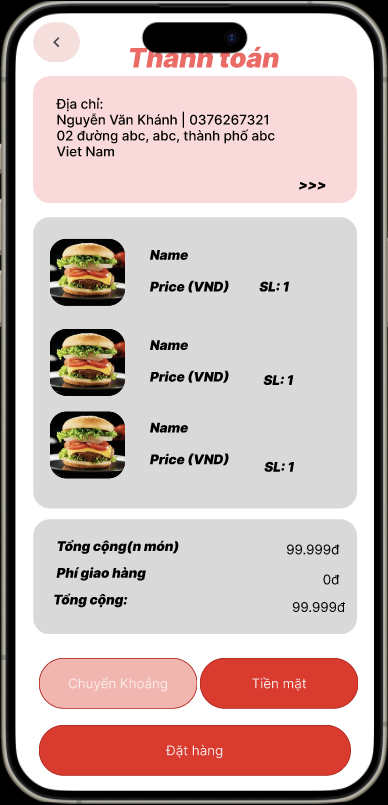 Thanh toán
Địa chỉ:
Nguyễn Văn Khánh | 0376267321
02 đường abc, abc, thành phố abc
Viet Nam
>>>
Name
Price (VND) SL: 1
Name
Price (VND) SL: 1
Name
Price (VND) SL: 1
Tổng cộng(n món) 99.999đ
Phí giao hàng 0đ
Tổng cộng: 99.999đ
Chuyển Khoảng Tiền mặt
Đặt hàng